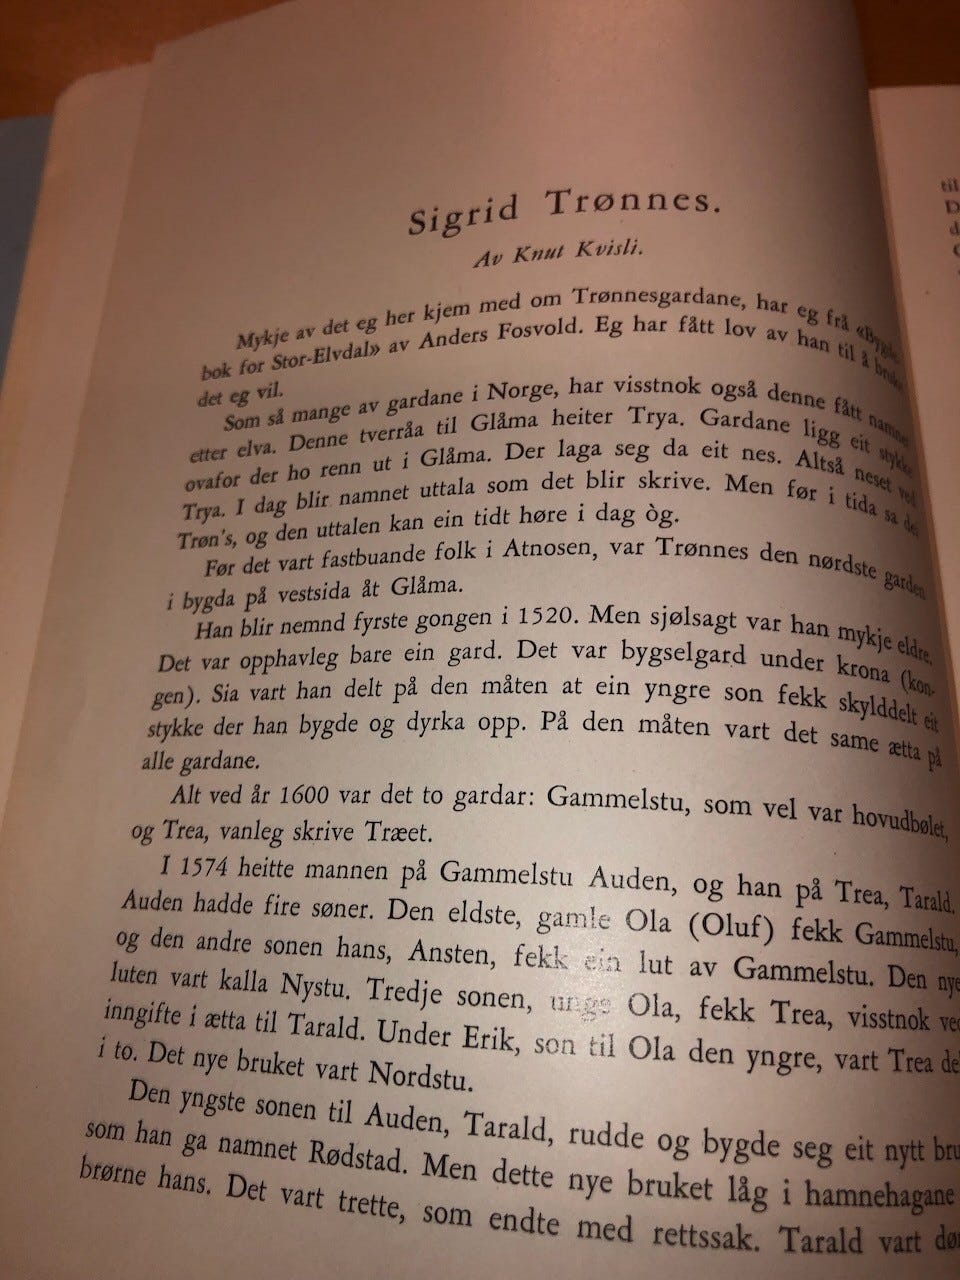 Sigrid Trønnes.
Av Knut Kvisli.
Mykje av det eg her kjem med om Trønnesgardane, har eg frå «Bygde-
bok for Stor-Elvdal» av Anders Fosvold. Eg har fått lov av han til å bruke
det eg vil.
Som så mange av gardane i Norge, har visstnok også denne fått namne
etter elva. Denne tverråa til Glåma heiter Trya. Gardane ligg eit stykke
ovafor der ho renn ut i Glåma. Der laga seg da eit nes. Altså neset ved
Trya. I dag blir namnet uttala som det blir skrive. Men før i tida sa dei
Trøn's, og den uttalen kan ein tidt høre i dag òg.
Før det vart fastbuande folk i Atnosen, var Trønnes den nørdste garden
i bygda på vestsida åt Glåma.
Han blir nemnd fyrste gongen i 1520. Men sjølsagt var han mykje eldre.
Det var opphavleg bare ein gard. Det var bygselgard under krona (kon-
gen). Sia vart han delt på den måten at ein yngre son fekk skylddelt eit
stykke der han bygde og dyrka opp. På den måten vart det same ætta på
alle gardane.
Alt ved år 1600 var det to gardar: Gammelstu, som vel var hovudbølet,
og Trea, vanleg skrive Træet.
I 1574 heitte mannen på Gammelstu Auden, og han på Trea, Tarald.
Auden hadde fire søner. Den eldste, gamle Ola (Oluf) fekk Gammelstu,
og den andre sonen hans, Ansten, fekk ein lut av Gammelstu. Den nye
luten vart kalla Nystu. Tredje sonen, unge Ola, fekk Trea, visstnok ved
inngifte i ætta til Tarald. Under Erik, son til Ola den yngre, vart Trea
i to. Det nye bruket vart Nordstu.
Den yngste sonen til Auden, Tarald, rudde og bygde seg eit nytt
som han ga namnet Rødstad. Men dette nye bruket låg i hamnehagane
brørne hans. Det vart trette, som endte med rettssak. Tarald vart
til